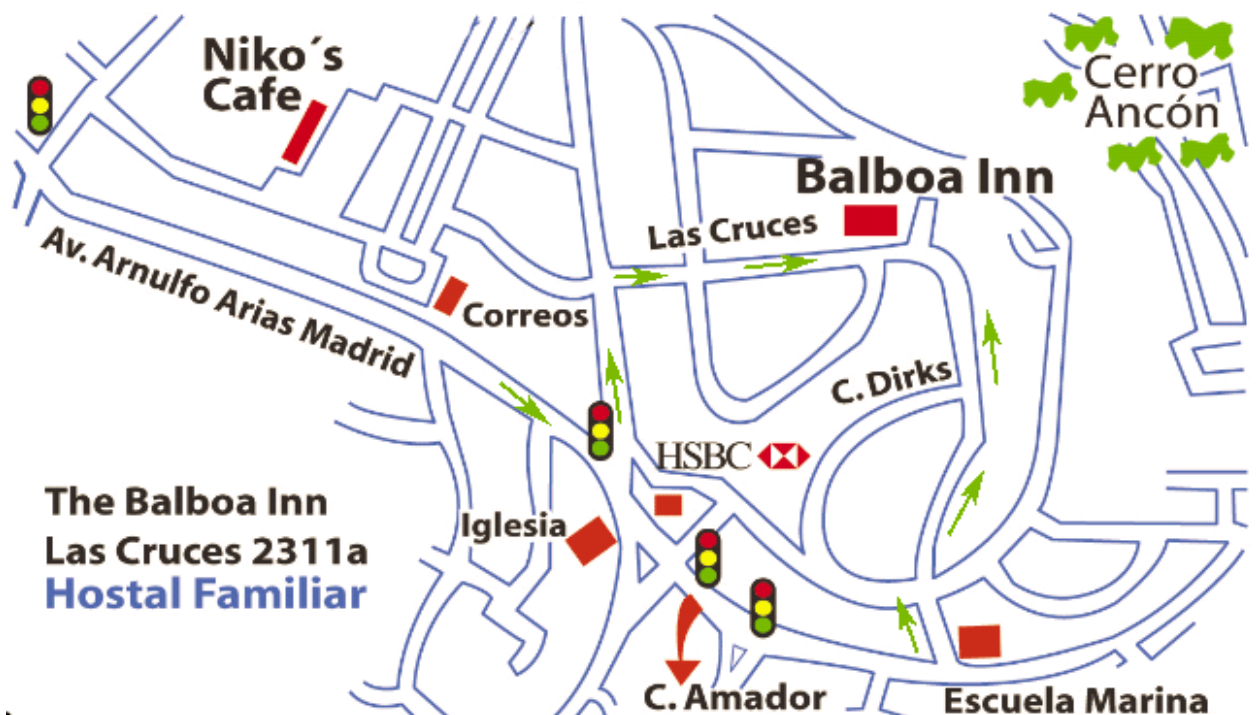 Niko´s
Cafe
Cerro
Ancón
Balboa Inn
Las Cruces
Av. Arnulfo Arias Madrid
Correos
C. Dirks
HSBC
The Balboa Inn
Las Cruces 2311a
Hostal Familiar
Iglesia
C. Amador
Escuela Marina